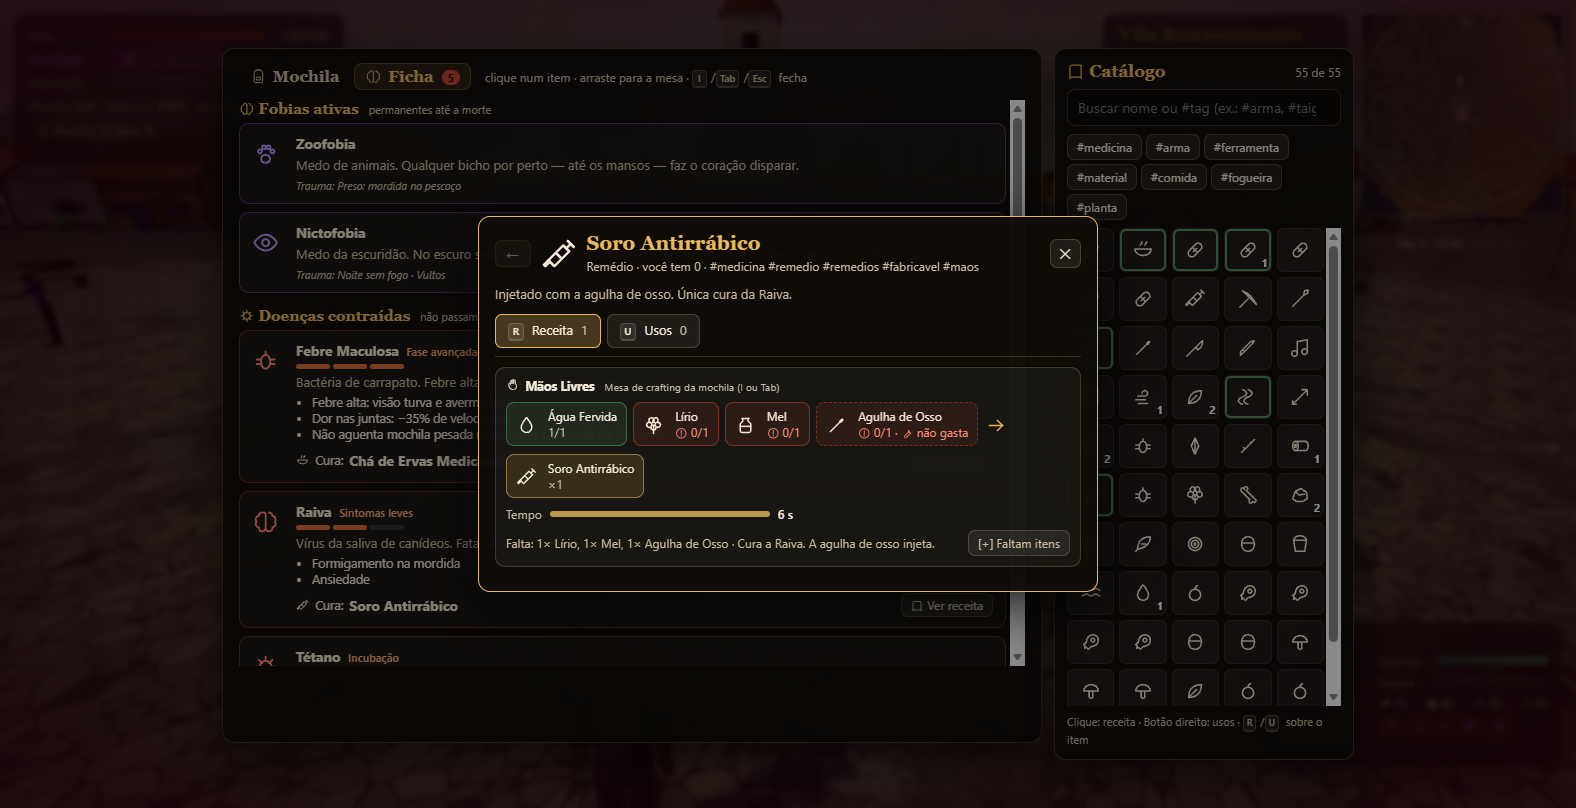 Mochila
Ficha 5
clique num item · arraste para a mesa · I / Tab / Esc fecha
Fobias ativas permanentes até a morte
Zoofobia
Medo de animais. Qualquer bicho por perto — até os mansos — faz o coração disparar.
Trauma: Preso: mordida no pescoço
Nictofobia
Medo da escuridão. No escuro s
Trauma: Noite sem fogo · Vultos
Doenças contraídas não passam
Febre Maculosa Fase avançada
Bactéria de carrapato. Febre alta
• Febre alta: visão turva e averm
• Dor nas juntas: −35% de veloc
• Não aguenta mochila pesada
Cura: Chá de Ervas Medic
Raiva Sintomas leves
Vírus da saliva de canídeos. Fata
• Formigamento na mordida
• Ansiedade
Cura: Soro Antirrábico
Ver receita
Tétano Incubação
Soro Antirrábico
Remédio · você tem 0 · #medicina #remedio #remedios #fabricavel #maos
Injetado com a agulha de osso. Única cura da Raiva.
R Receita 1
U Usos 0
Mãos Livres Mesa de crafting da mochila (I ou Tab)
Água Fervida
1/1
Lírio
0/1
Mel
0/1
Agulha de Osso
0/1 · não gasta
→
Soro Antirrábico
×1
Tempo 6 s
Falta: 1× Lírio, 1× Mel, 1× Agulha de Osso · Cura a Raiva. A agulha de osso injeta.
[+] Faltam itens
Catálogo
55 de 55
Buscar nome ou #tag (ex.: #arma, #taig
#medicina #arma #ferramenta
#material #comida #fogueira
#planta
1
1 2
2 1
2
1
Clique: receita · Botão direito: usos · R / U sobre o
item